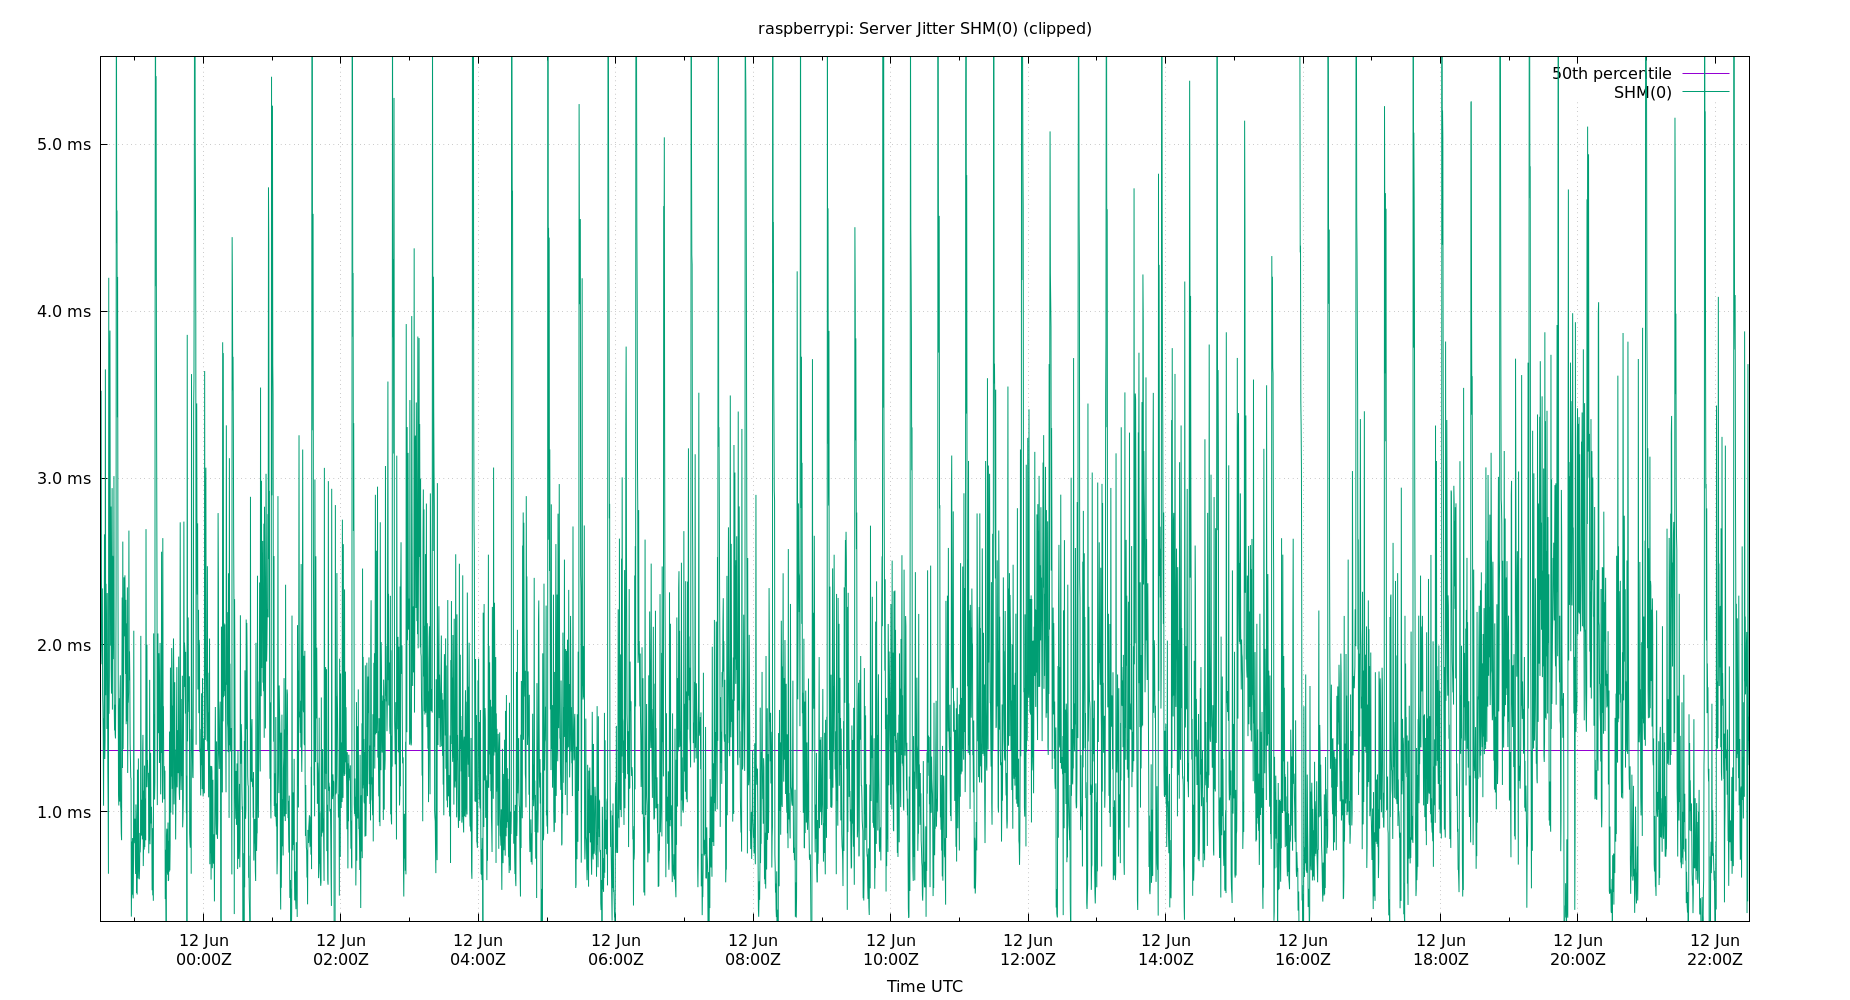 raspberrypi: Server Jitter SHM(0) (clipped)
50th percentile
SHM(0)
5.0 ms
4.0 ms
3.0 ms
2.0 ms
1.0 ms
12 Jun 12 Jun 12 Jun 12 Jun 12 Jun 12 Jun 12 Jun 12 Jun 12 Jun 12 Jun 12 Jun 12 Jun
00:00Z 02:00Z 04:00Z 06:00Z 08:00Z 10:00Z 12:00Z 14:00Z 16:00Z 18:00Z 20:00Z 22:00Z
Time UTC